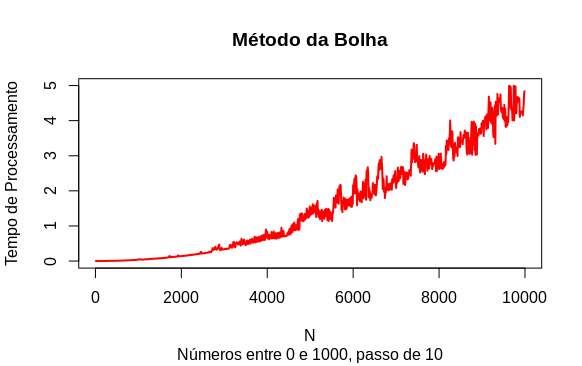 Método da Bolha
Tempo de Processamento
5
4
3
2
1
0
0 2000 4000 6000 8000 10000
N
Números entre 0 e 1000, passo de 10